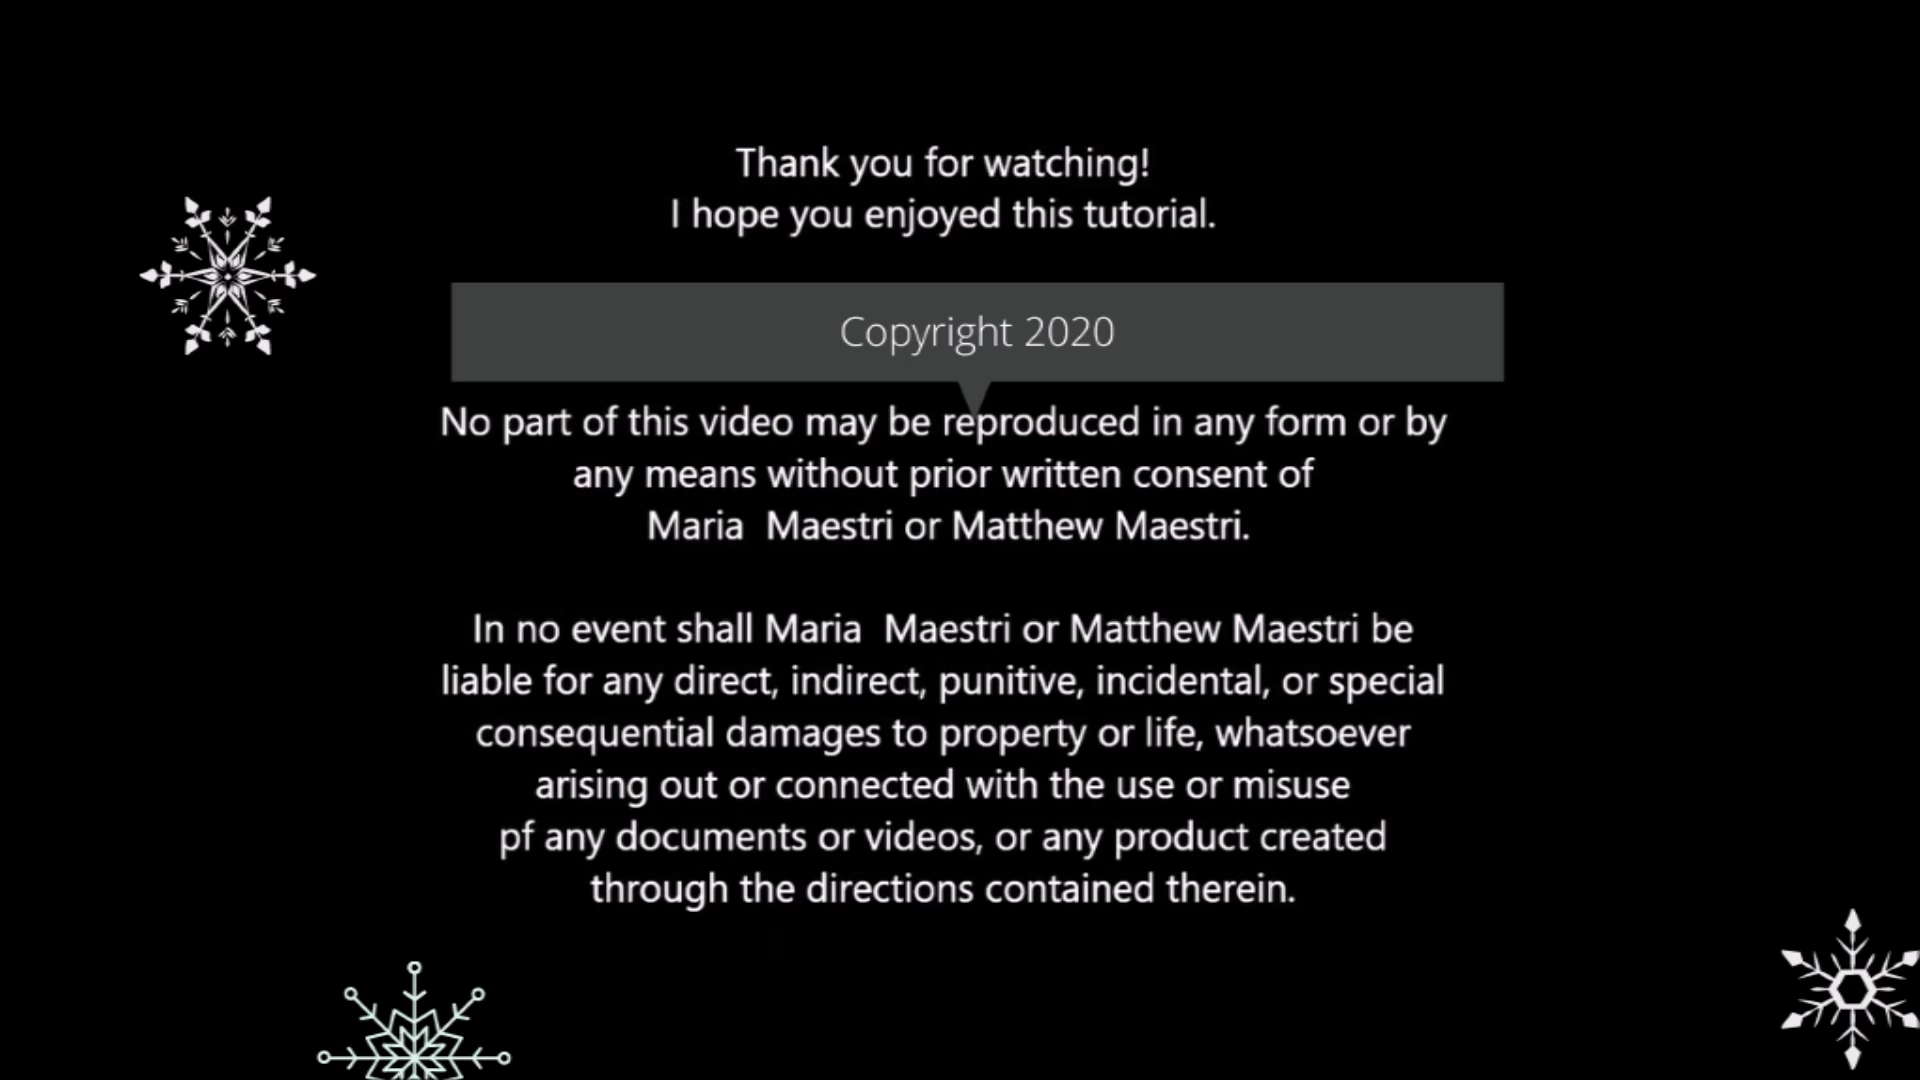 Thank you for watching!
I hope you enjoyed this tutorial.
Copyright 2020
No part of this video may be reproduced in any form or by
any means without prior written consent of
Maria  Maestri or Matthew Maestri.
In no event shall Maria  Maestri or Matthew Maestri be
liable for any direct, indirect, punitive, incidental, or special
consequential damages to property or life, whatsoever
arising out or connected with the use or misuse
pf any documents or videos, or any product created
through the directions contained therein.